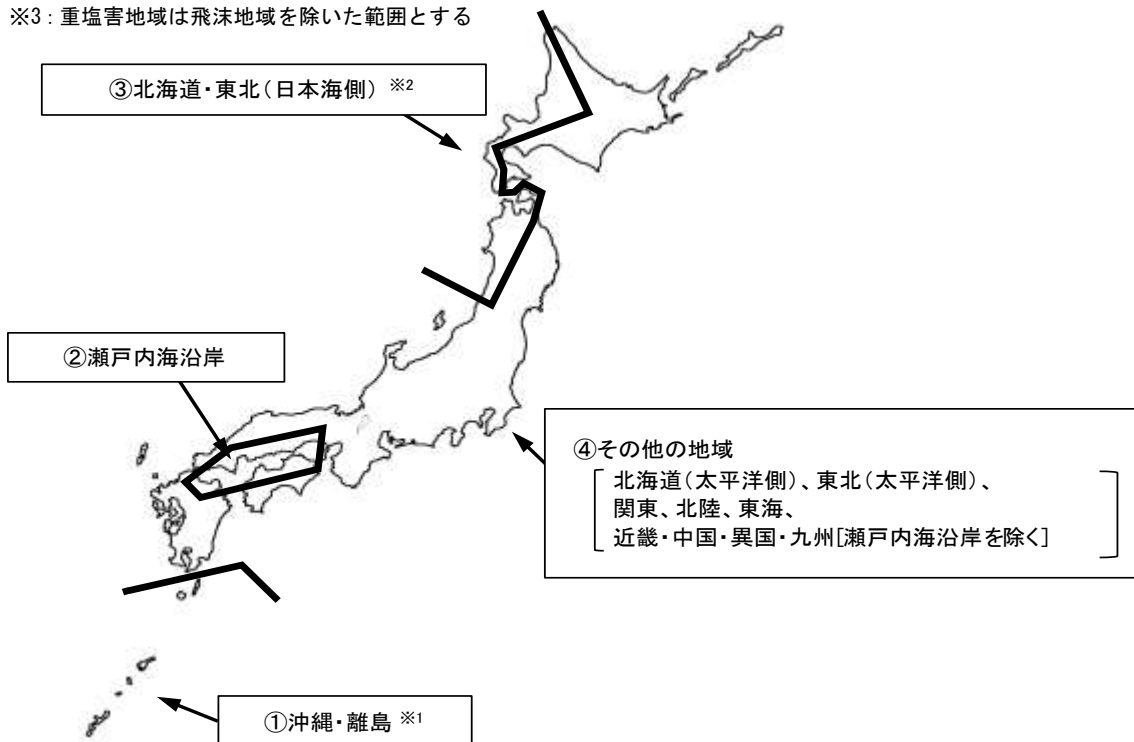 ※3：重塩害地域は飛沫地域を除いた範囲とする
③北海道・東北（日本海側） ※2
②瀬戸内海沿岸
④その他の地域
北海道（太平洋側）、東北（太平洋側）、
関東、北陸、東海、
近畿・中国・異国・九州[瀬戸内海沿岸を除く]
①沖縄・離島 ※1